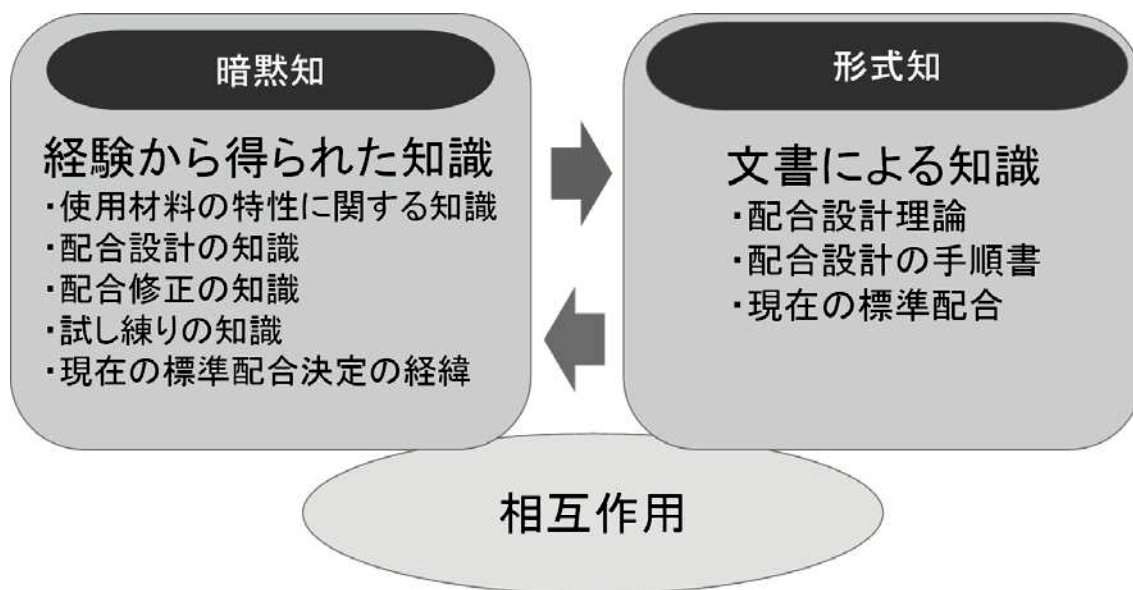 暗黙知
経験から得られた知識
・使用材料の特性に関する知識
・配合設計の知識
・配合修正の知識
・試し練りの知識
・現在の標準配合決定の経緯
形式知
文書による知識
・配合設計理論
・配合設計の手順書
・現在の標準配合
相互作用